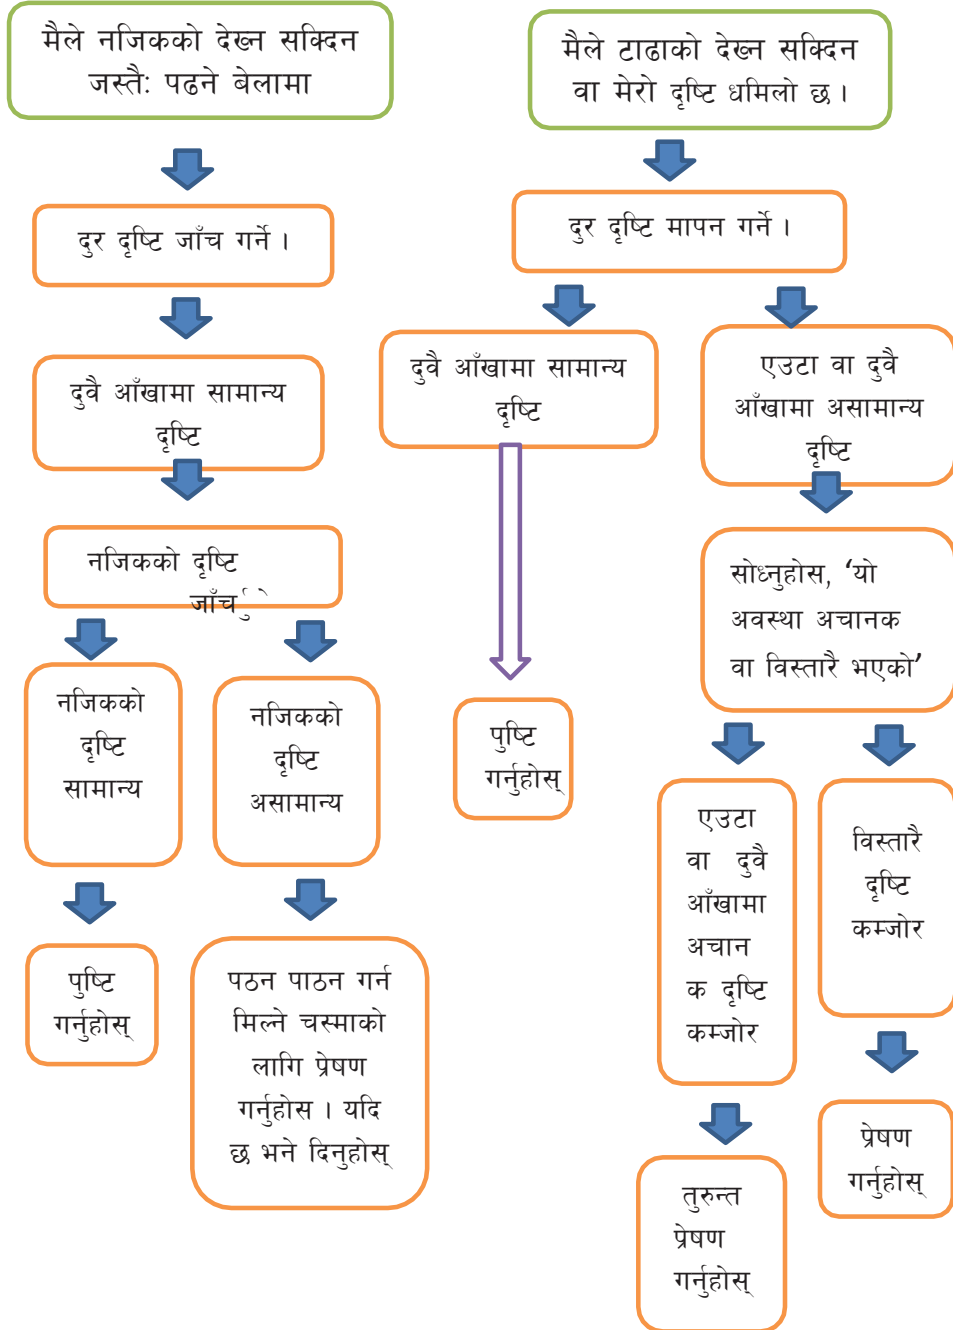 मैले नजिकको देख्न सक्दिन
जस्तै: पढने बेलामा
दुर दृष्टि जाँच गर्ने ।
दुवै आँखामा सामान्य
दृष्टि
नजिकको दृष्टि
जाँच
नजिकको
दृष्टि
सामान्य
नजिकको
दृष्टि
असामान्य
पुष्टि
गर्नुहोस्
पठन पाठन गर्न
मिल्ने चस्माको
लागि प्रेषण
गर्नुहोस । यदि
छ भने दिनुहोस्
मैले टाढाको देख्न सक्दिन
वा मेरो दृष्टि धमिलो छ ।
दुर दृष्टि मापन गर्ने ।
दुवै आँखामा सामान्य
दृष्टि
पुष्टि
गर्नुहोस्
एउटा वा दुवै
आँखामा असामान्य
दृष्टि
सोध्नुहोस, ‘यो
अवस्था अचानक
वा विस्तारै भएको’
एउटा
वा दुवै
आँखामा
अचान
क दृष्टि
कम्जोर
तुरुन्त
प्रेषण
गर्नुहोस्
विस्तारै
दृष्टि
कम्जोर
प्रेषण
गर्नुहोस्